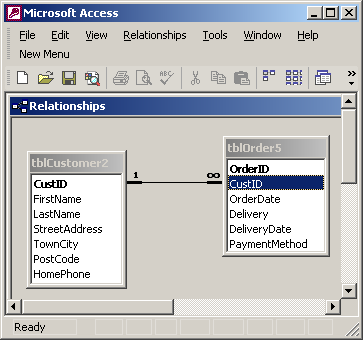 Microsoft Access
File Edit View Relationships Tools Window Help
New Menu
Relationships
tblCustomer2
CustID
FirstName
LastName
StreetAddress
TownCity
PostCode
HomePhone
1 ∞
tblOrder5
OrderID
CustID
OrderDate
Delivery
DeliveryDate
PaymentMethod
Ready